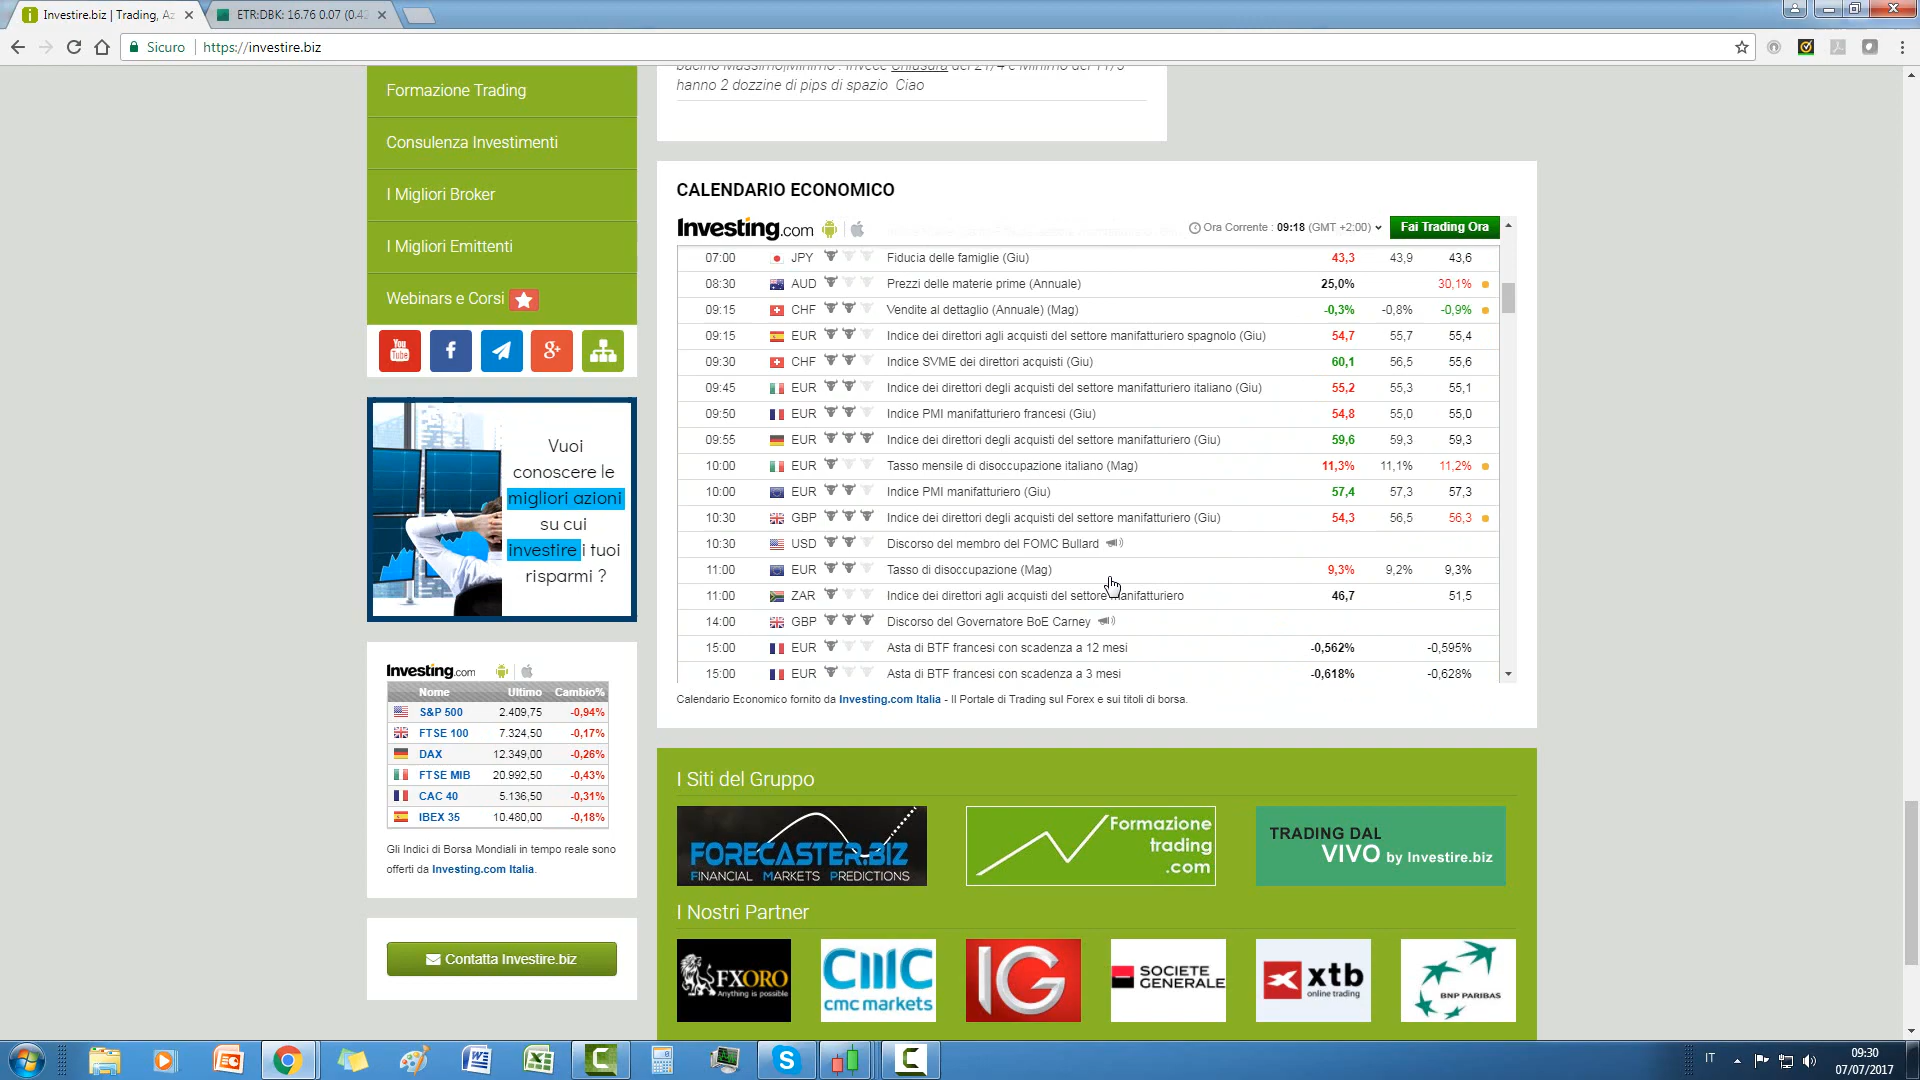 Investire.biz | Trading, Az
ETR:DBK: 16.76 0.07 (0.42
Sicuro
https://investire.biz
Formazione Trading
Consulenza Investimenti
I Migliori Broker
I Migliori Emittenti
Webinars e Corsi
You Tube
f
g+
Vuoi
conoscere le
migliori azioni
su cui
investire i tuoi
risparmi ?
Investing.com
Nome Ultimo Cambio%
S&P 500 2.409,75 -0,94%
FTSE 100 7.324,50 -0,17%
DAX 12.349,00 -0,26%
FTSE MIB 20.992,50 -0,43%
CAC 40 5.136,50 -0,31%
IBEX 35 10.480,00 -0,18%
Gli Indici di Borsa Mondiali in tempo reale sono
offerti da Investing.com Italia.
Contatta Investire.biz
bacino Massimo|Minimo . Invece Chiusura del 21/4 e Minimo del 11/5
hanno 2 dozzine di pips di spazio Ciao
CALENDARIO ECONOMICO
Investing.com
Ora Corrente : 09:18 (GMT +2:00)
Fai Trading Ora
07:00 JPY Fiducia delle famiglie (Giu) 43,3 43,9 43,6
08:30 AUD Prezzi delle materie prime (Annuale) 25,0% 30,1%
09:15 CHF Vendite al dettaglio (Annuale) (Mag) -0,3% -0,8% -0,9%
09:15 EUR Indice dei direttori agli acquisti del settore manifatturiero spagnolo (Giu) 54,7 55,7 55,4
09:30 CHF Indice SVME dei direttori acquisti (Giu) 60,1 56,5 55,6
09:45 EUR Indice dei direttori degli acquisti del settore manifatturiero italiano (Giu) 55,2 55,3 55,1
09:50 EUR Indice PMI manifatturiero francesi (Giu) 54,8 55,0 55,0
09:55 EUR Indice dei direttori degli acquisti del settore manifatturiero (Giu) 59,6 59,3 59,3
10:00 EUR Tasso mensile di disoccupazione italiano (Mag) 11,3% 11,1% 11,2%
10:00 EUR Indice PMI manifatturiero (Giu) 57,4 57,3 57,3
10:30 GBP Indice dei direttori degli acquisti del settore manifatturiero (Giu) 54,3 56,5 56,3
10:30 USD Discorso del membro del FOMC Bullard
11:00 EUR Tasso di disoccupazione (Mag) 9,3% 9,2% 9,3%
11:00 ZAR Indice dei direttori agli acquisti del settore manifatturiero 46,7 51,5
14:00 GBP Discorso del Governatore BoE Carney
15:00 EUR Asta di BTF francesi con scadenza a 12 mesi -0,562% -0,595%
15:00 EUR Asta di BTF francesi con scadenza a 3 mesi -0,618% -0,628%
Calendario Economico fornito da Investing.com Italia - Il Portale di Trading sul Forex e sui titoli di borsa.
I Siti del Gruppo
FORECASTER.BIZ
FINANCIAL MARKETS PREDICTIONS
Formazione
trading
.com
TRADING DAL
VIVO by Investire.biz
I Nostri Partner
FXORO
Anything is possible
CMC
cmc markets
IG
SOCIETE
GENERALE
xtb
online trading
BNP PARIBAS
IT
09:30
07/07/2017